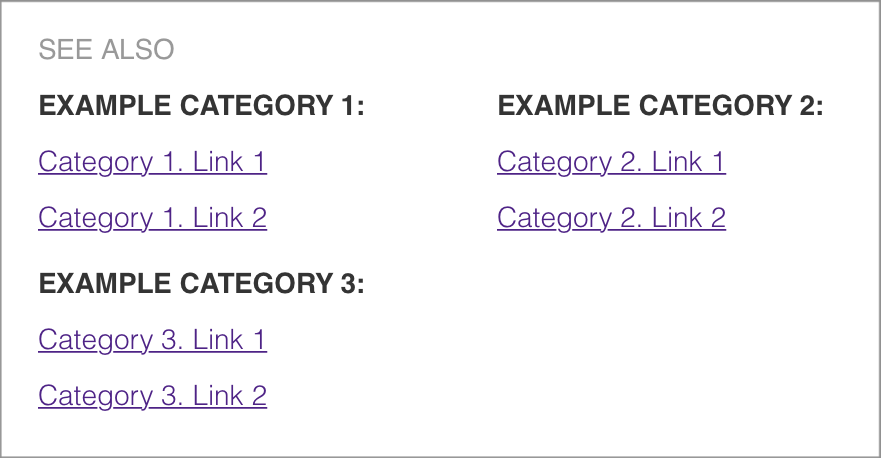 SEE ALSO
EXAMPLE CATEGORY 1:
Category 1. Link 1
Category 1. Link 2
EXAMPLE CATEGORY 2:
Category 2. Link 1
Category 2. Link 2
EXAMPLE CATEGORY 3:
Category 3. Link 1
Category 3. Link 2